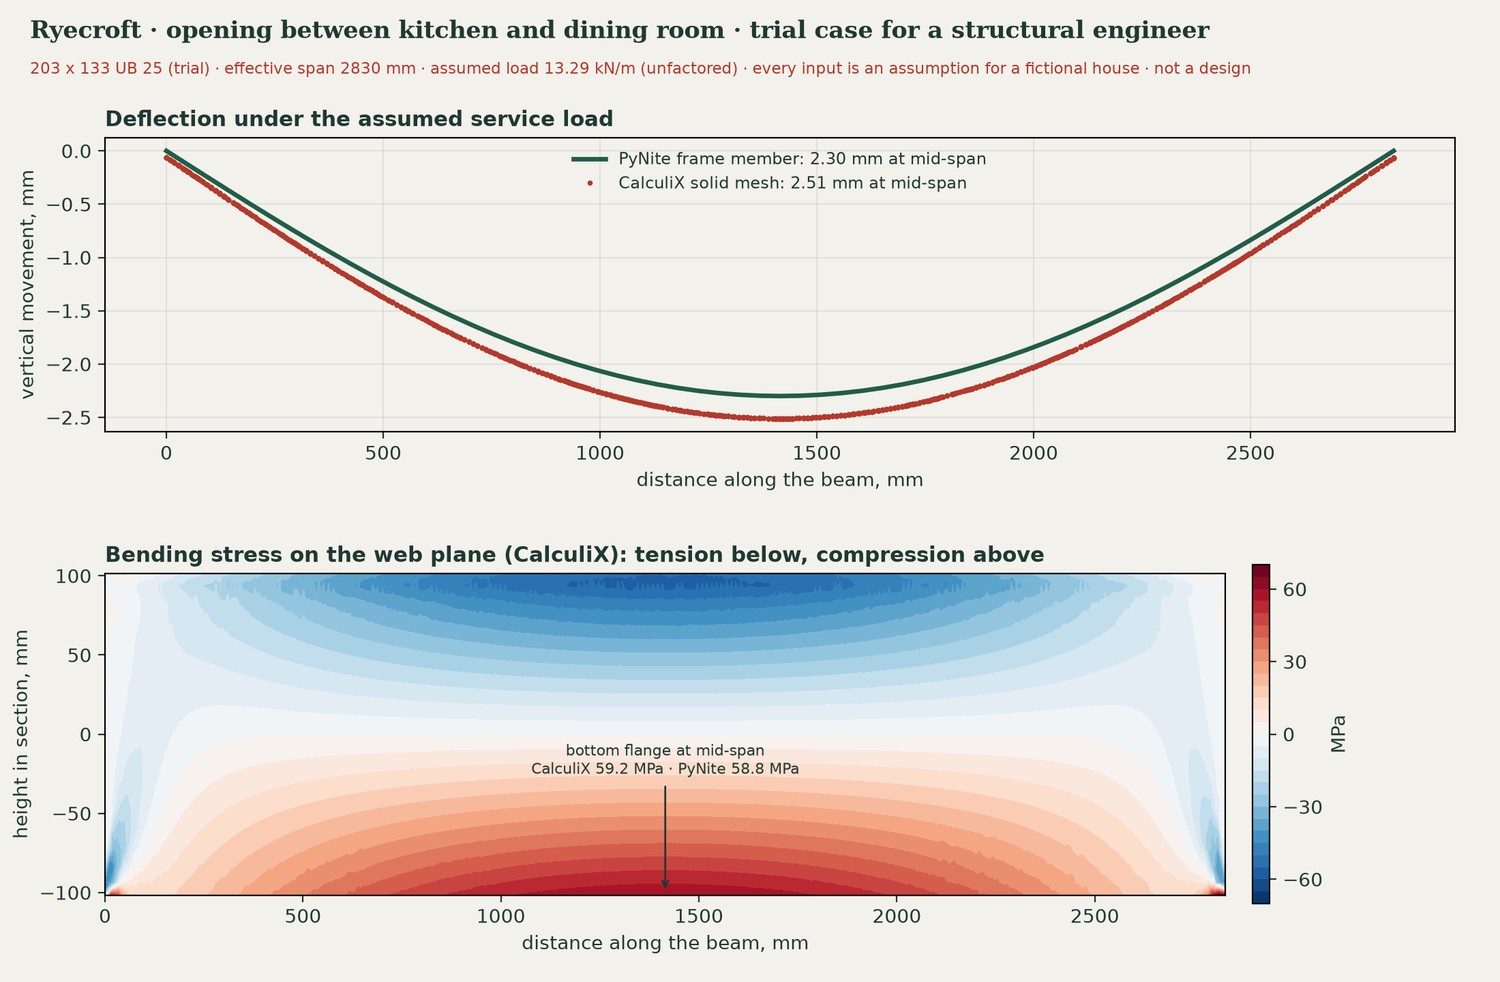 Ryecroft · opening between kitchen and dining room · trial case for a structural engineer
203 x 133 UB 25 (trial) · effective span 2830 mm · assumed load 13.29 kN/m (unfactored) · every input is an assumption for a fictional house · not a design
Deflection under the assumed service load
PyNite frame member: 2.30 mm at mid-span
CalculiX solid mesh: 2.51 mm at mid-span
vertical movement, mm
0.0
−0.5
−1.0
−1.5
−2.0
−2.5
0
500
1000
1500
2000
2500
distance along the beam, mm
Bending stress on the web plane (CalculiX): tension below, compression above
height in section, mm
100
50
0
−50
−100
bottom flange at mid-span
CalculiX 59.2 MPa · PyNite 58.8 MPa
0
500
1000
1500
2000
2500
distance along the beam, mm
60
30
0
−30
−60
MPa